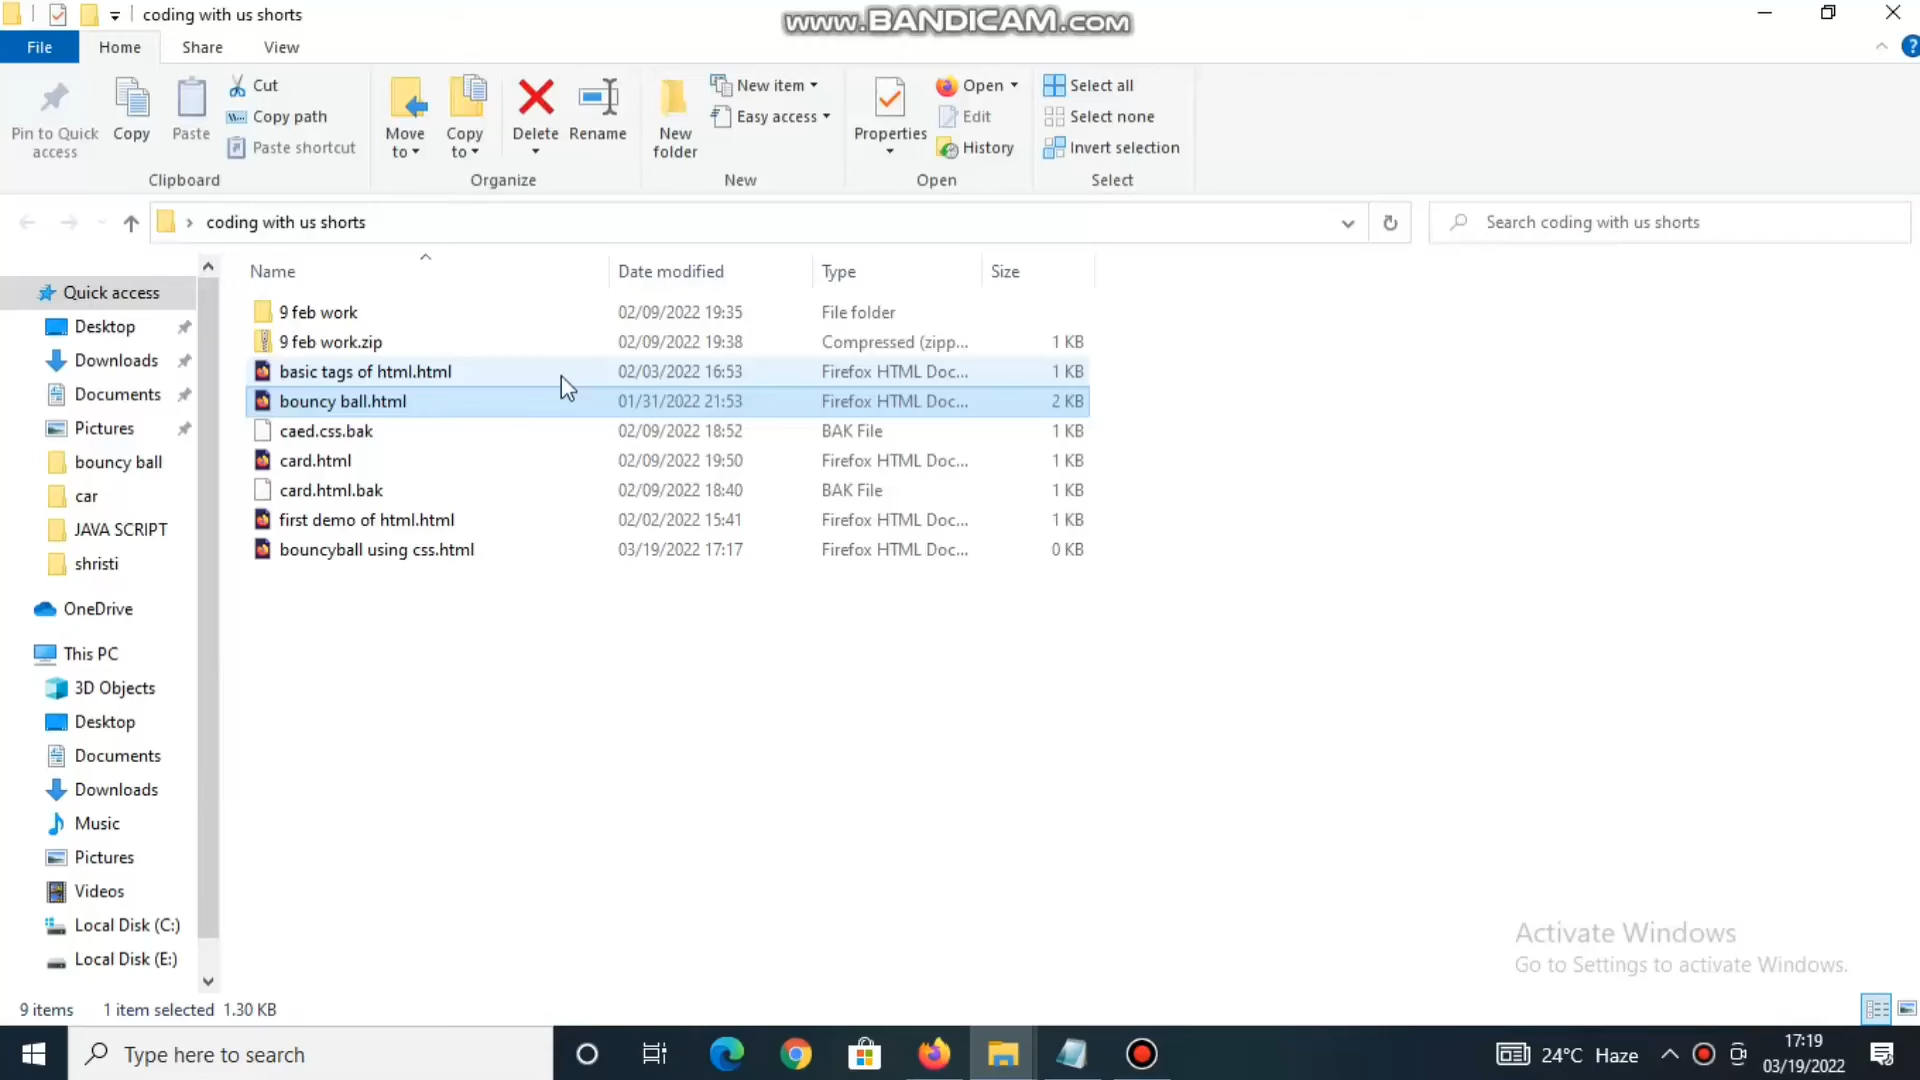 coding with us shorts
www.BANDICAM.com
File Home Share View
Pin to Quick access
Copy
Paste
Cut
Copy path
Paste shortcut
Clipboard
Move to
Copy to
Delete
Rename
Organize
New folder
New item
Easy access
New
Properties
Open
Edit
History
Open
Select all
Select none
Invert selection
Select
coding with us shorts
Search coding with us shorts
Name Date modified Type Size
9 feb work 02/09/2022 19:35 File folder
9 feb work.zip 02/09/2022 19:38 Compressed (zipp... 1 KB
basic tags of html.html 02/03/2022 16:53 Firefox HTML Doc... 1 KB
bouncy ball.html 01/31/2022 21:53 Firefox HTML Doc... 2 KB
caed.css.bak 02/09/2022 18:52 BAK File 1 KB
card.html 02/09/2022 19:50 Firefox HTML Doc... 1 KB
card.html.bak 02/09/2022 18:40 BAK File 1 KB
first demo of html.html 02/02/2022 15:41 Firefox HTML Doc... 1 KB
bouncyball using css.html 03/19/2022 17:17 Firefox HTML Doc... 0 KB
Quick access
Desktop
Downloads
Documents
Pictures
bouncy ball
car
JAVA SCRIPT
shristi
OneDrive
This PC
3D Objects
Desktop
Documents
Downloads
Music
Pictures
Videos
Local Disk (C:)
Local Disk (E:)
Activate Windows
Go to Settings to activate Windows.
9 items 1 item selected 1.30 KB
Type here to search
24°C Haze
17:19
03/19/2022